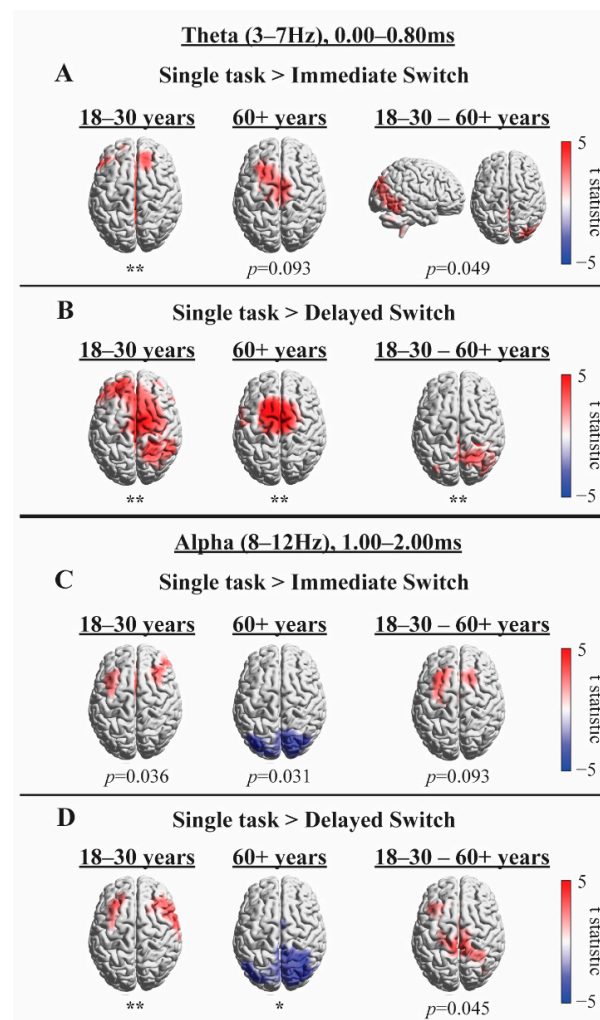 Theta (3–7Hz), 0.00–0.80ms
A Single task > Immediate Switch
18–30 years 60+ years 18–30 – 60+ years
5
t statistic
−5
** p=0.093 p=0.049
B Single task > Delayed Switch
18–30 years 60+ years 18–30 – 60+ years
5
t statistic
−5
** ** **
Alpha (8–12Hz), 1.00–2.00ms
C Single task > Immediate Switch
18–30 years 60+ years 18–30 – 60+ years
5
t statistic
−5
p=0.036 p=0.031 p=0.093
D Single task > Delayed Switch
18–30 years 60+ years 18–30 – 60+ years
5
t statistic
−5
** * p=0.045